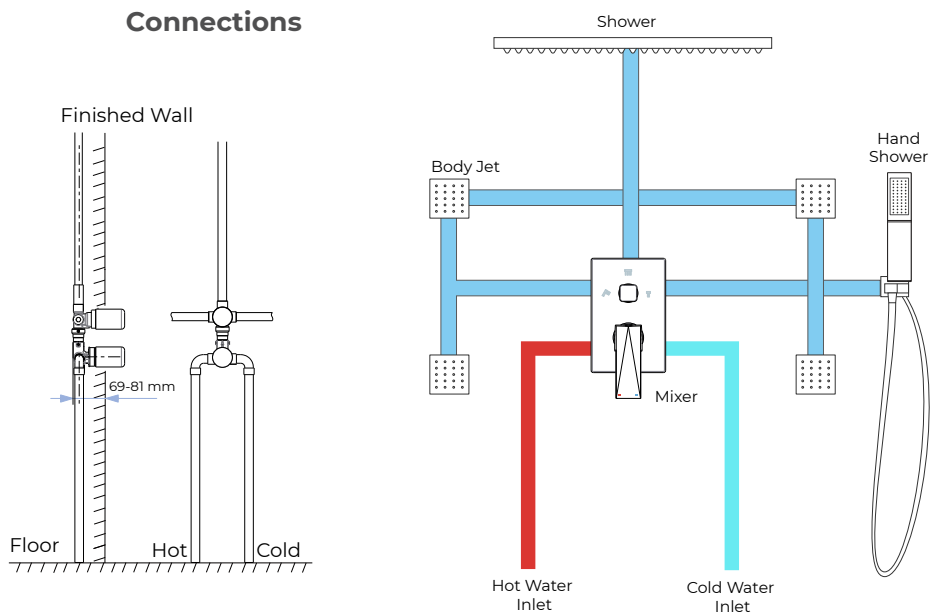 Connections
Finished Wall
69-81 mm
Floor
Hot
Cold
Shower
Hand
Shower
Body Jet
Mixer
Hot Water
Inlet
Cold Water
Inlet